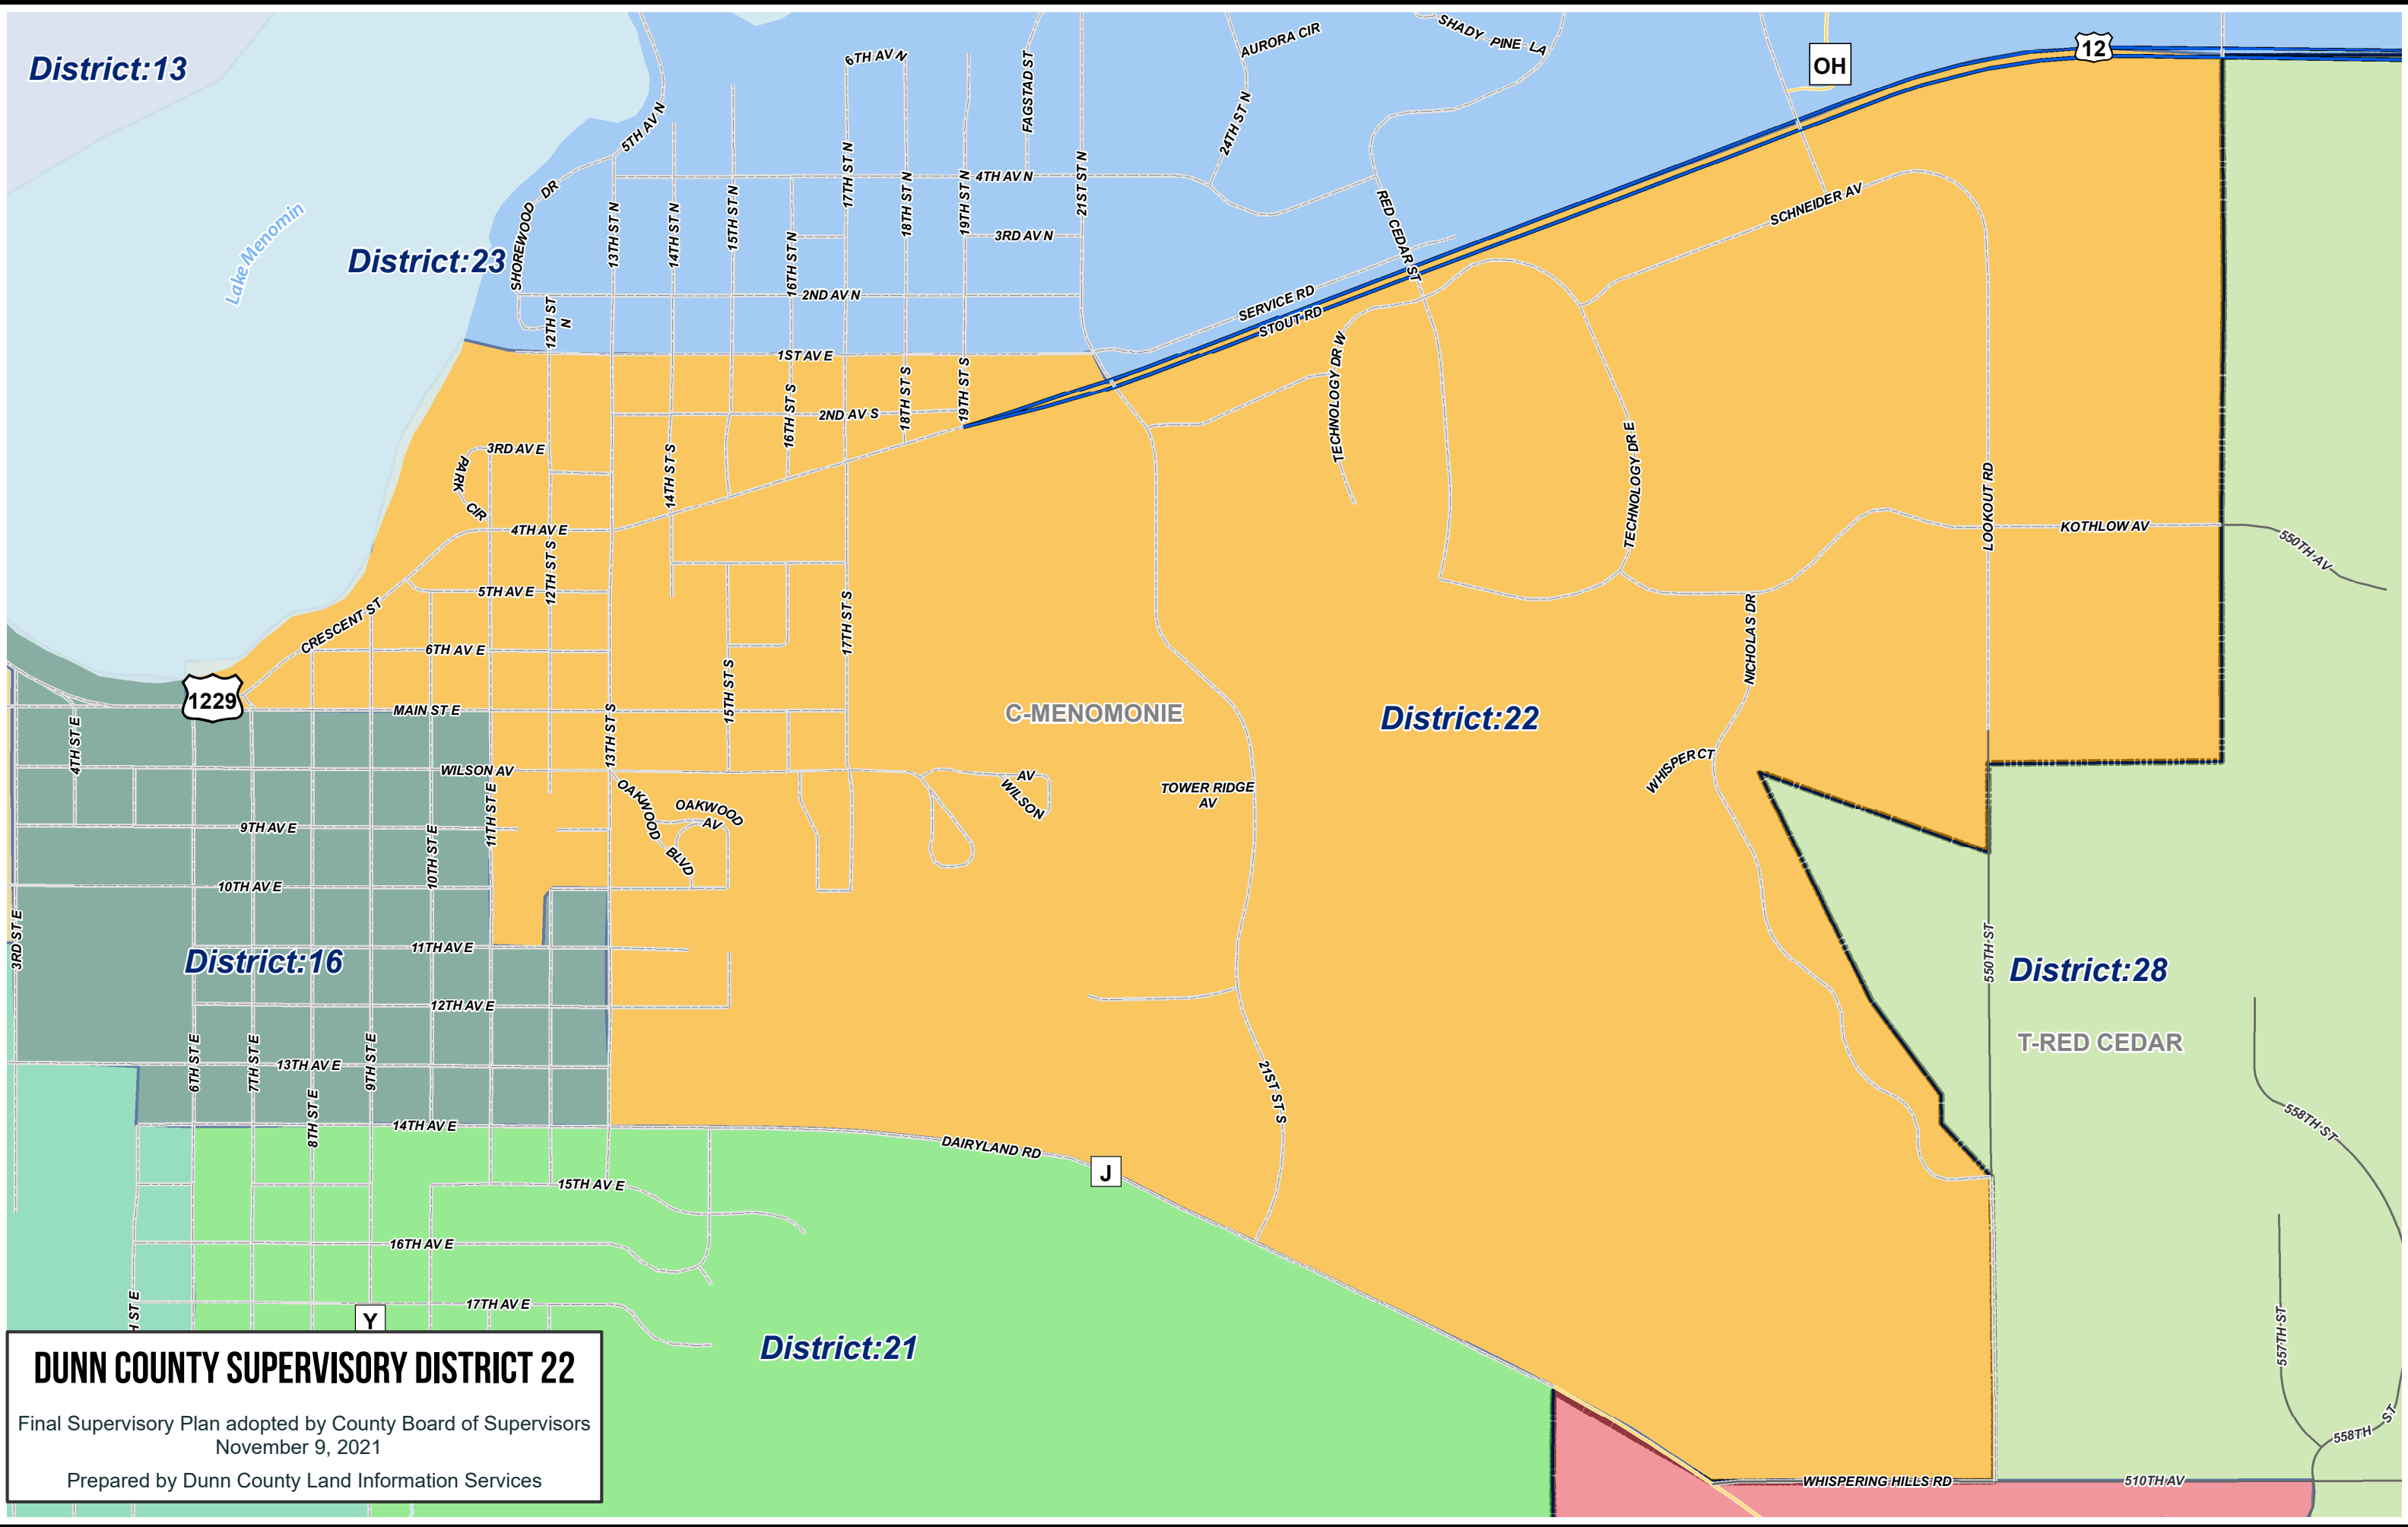 District:13
Lake Menomin
District:23
5TH AV N
SHOREWOOD DR
6TH AV N
FAGSTAD ST
AURORA CIR
SHADY PINE LA
OH
12
24TH ST N
4TH AV N
3RD AV N
2ND AV N
12TH ST N
13TH ST N
14TH ST N
15TH ST N
16TH ST N
17TH ST N
18TH ST N
19TH ST N
21ST ST N
RED CEDAR ST
SERVICE RD
STOUT RD
SCHNEIDER AV
1ST AV E
2ND AV S
16TH ST S
18TH ST S
19TH ST S
3RD AV E
PARK CIR
14TH ST S
4TH AV E
12TH ST S
5TH AV E
CRESCENT ST
6TH AV E
17TH ST S
15TH ST S
13TH ST S
TECHNOLOGY DR W
TECHNOLOGY DR E
LOOKOUT RD
KOTHLOW AV
550TH AV
NICHOLAS DR
WHISPER CT
1229
MAIN ST E
C-MENOMONIE
District:22
4TH ST E
WILSON AV
OAKWOOD BLVD
OAKWOOD AV
WILSON AV
TOWER RIDGE AV
9TH AV E
10TH ST E
11TH ST E
10TH AV E
3RD ST E
11TH AV E
District:16
12TH AV E
550TH ST
District:28
T-RED CEDAR
6TH ST E
7TH ST E
13TH AV E
8TH ST E
9TH ST E
14TH AV E
21ST ST S
DAIRYLAND RD
J
558TH ST
15TH AV E
16TH AV E
17TH AV E
H ST E
Y
District:21
557TH ST
558TH ST
WHISPERING HILLS RD
510TH AV
DUNN COUNTY SUPERVISORY DISTRICT 22
Final Supervisory Plan adopted by County Board of Supervisors
November 9, 2021
Prepared by Dunn County Land Information Services